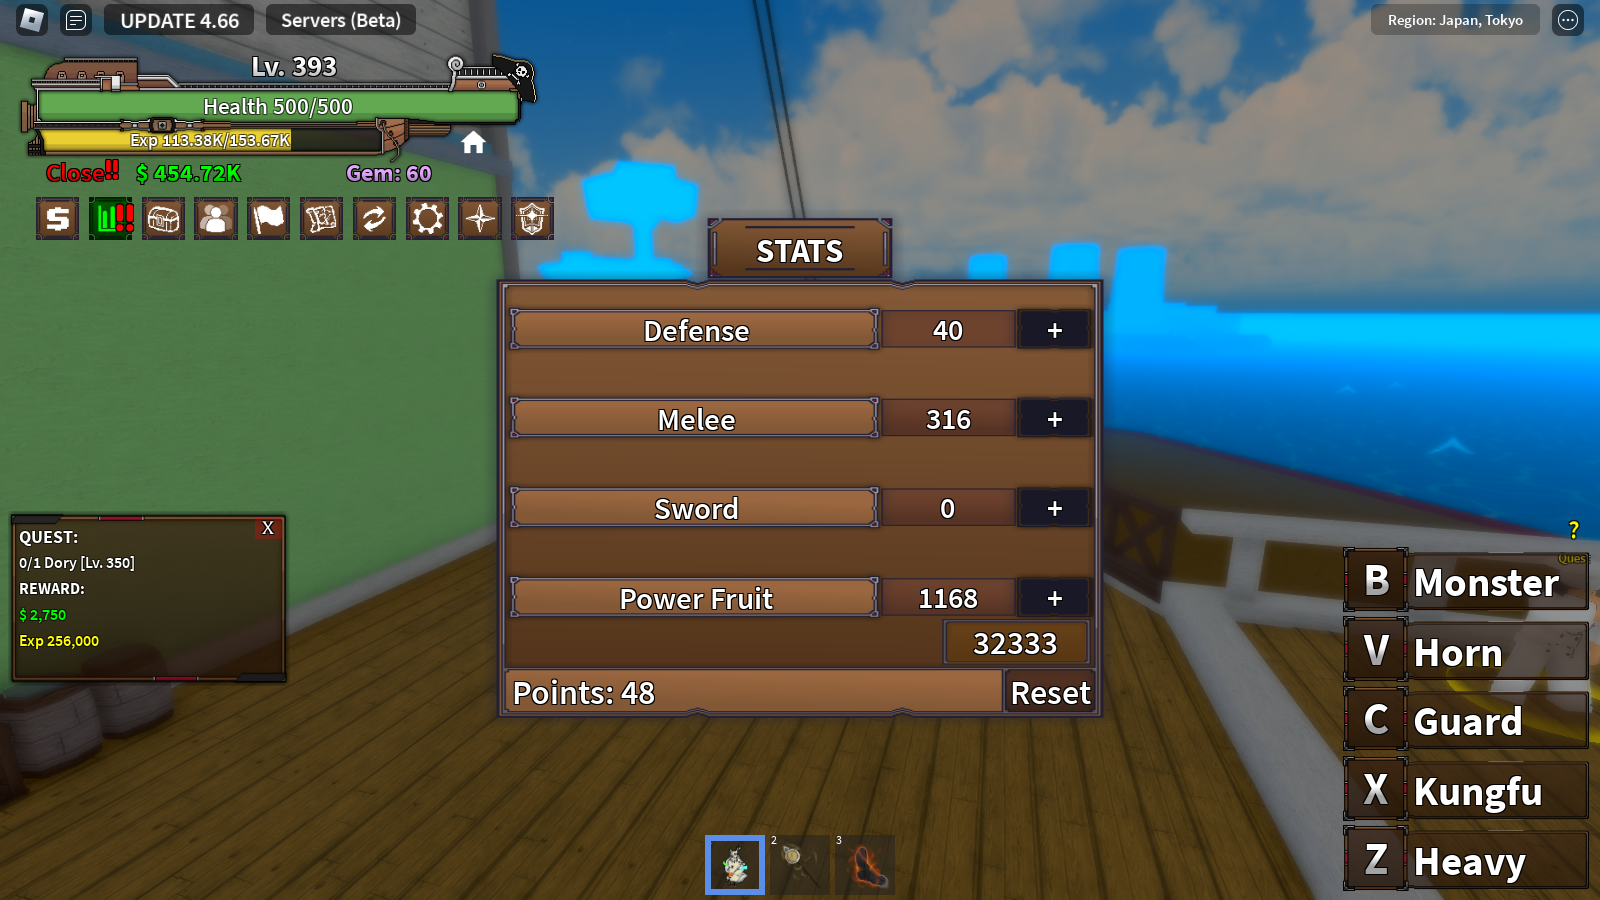 UPDATE 4.66
Servers (Beta)
Region: Japan, Tokyo
Lv. 393
Health 500/500
Exp 113.38K/153.67K
Close!!
$ 454.72K
Gem: 60
$
!!
STATS
Defense 40 +
Melee 316 +
Sword 0 +
Power Fruit 1168 +
32333
Points: 48
Reset
QUEST:
X
0/1 Dory [Lv. 350]
REWARD:
$ 2,750
Exp 256,000
?
Ques
B Monster
V Horn
C Guard
X Kungfu
Z Heavy
2
3